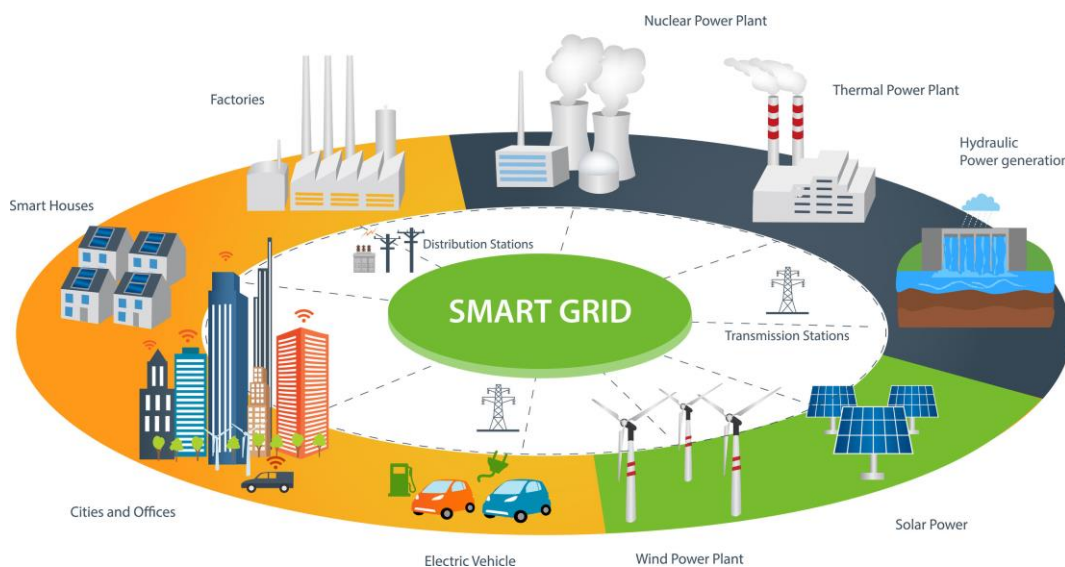 Nuclear Power Plant
Factories
Thermal Power Plant
Hydraulic
Power generation
Smart Houses
Distribution Stations
SMART GRID
Transmission Stations
Cities and Offices
Solar Power
Electric Vehicle
Wind Power Plant